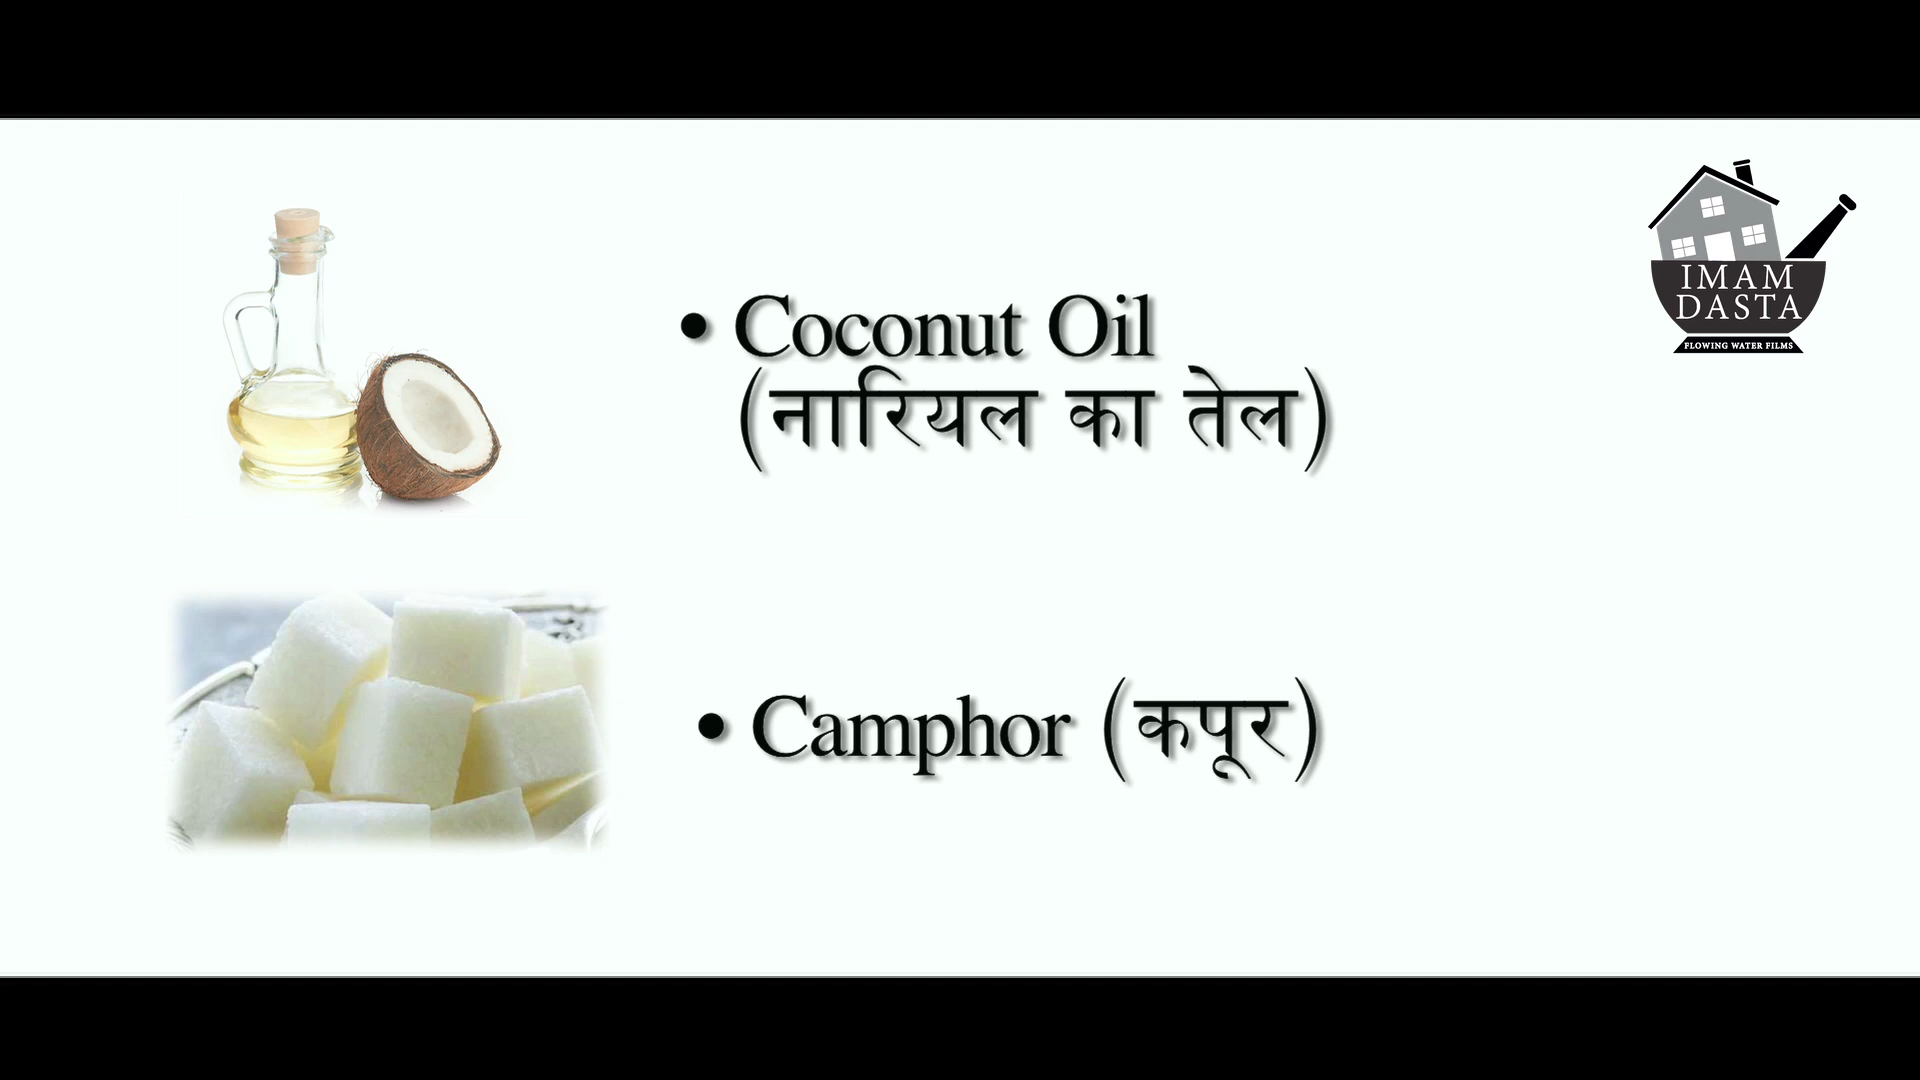 • Coconut Oil
(नारियल का तेल)
• Camphor (कपूर)
IMAM
DASTA
FLOWING WATER FILMS